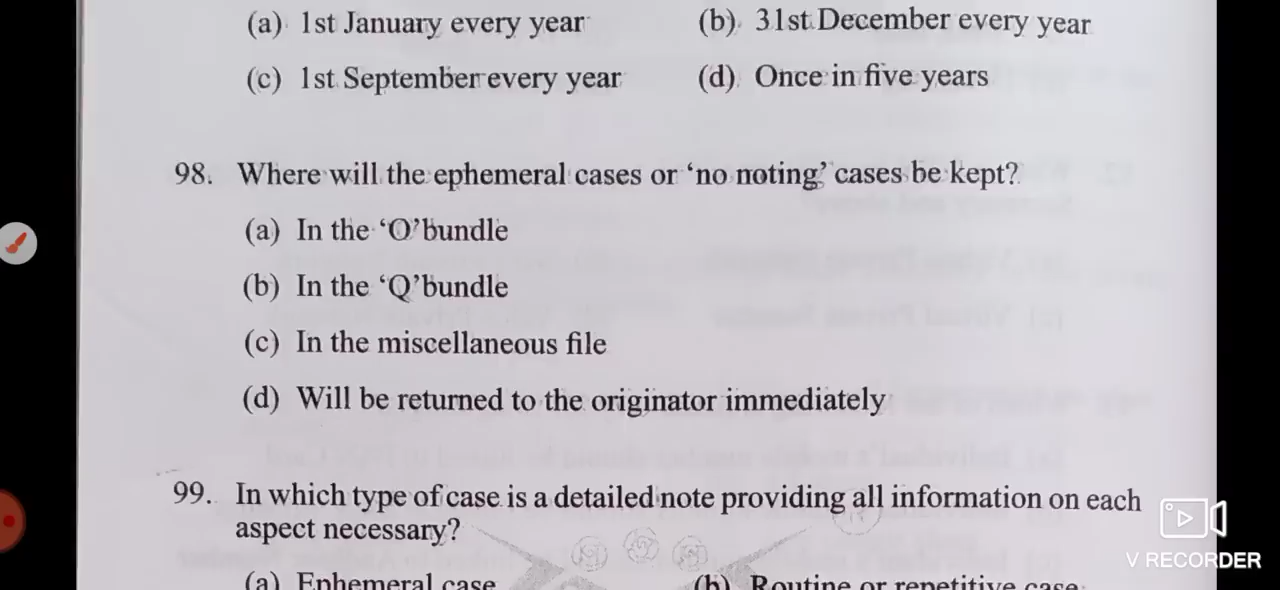 (a) 1st January every year (b) 31st December every year
(c) 1st September every year (d) Once in five years
98. Where will the ephemeral cases or ‘no noting’ cases be kept?
(a) In the ‘O’ bundle
(b) In the ‘Q’ bundle
(c) In the miscellaneous file
(d) Will be returned to the originator immediately
99. In which type of case is a detailed note providing all information on each
aspect necessary?
(a) Ephemeral case (b) Routine or repetitive case
V RECORDER